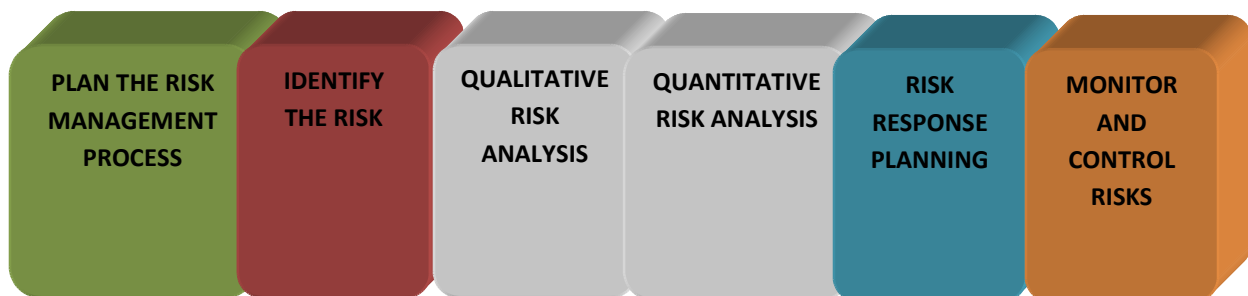 PLAN THE RISK
MANAGEMENT
PROCESS
IDENTIFY
THE RISK
QUALITATIVE
RISK
ANALYSIS
QUANTITATIVE
RISK ANALYSIS
RISK
RESPONSE
PLANNING
MONITOR
AND
CONTROL
RISKS